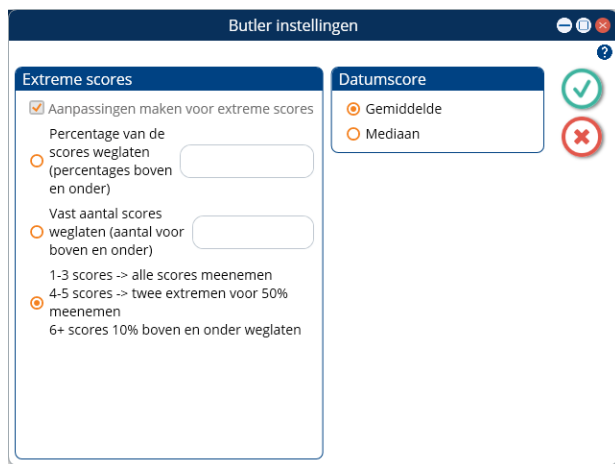 Butler instellingen
?
Extreme scores
Aanpassingen maken voor extreme scores
Percentage van de
scores weglaten
(percentages boven
en onder)
Vast aantal scores
weglaten (aantal voor
boven en onder)
1-3 scores -> alle scores meenemen
4-5 scores -> twee extremen voor 50%
meenemen
6+ scores 10% boven en onder weglaten
Datumscore
Gemiddelde
Mediaan